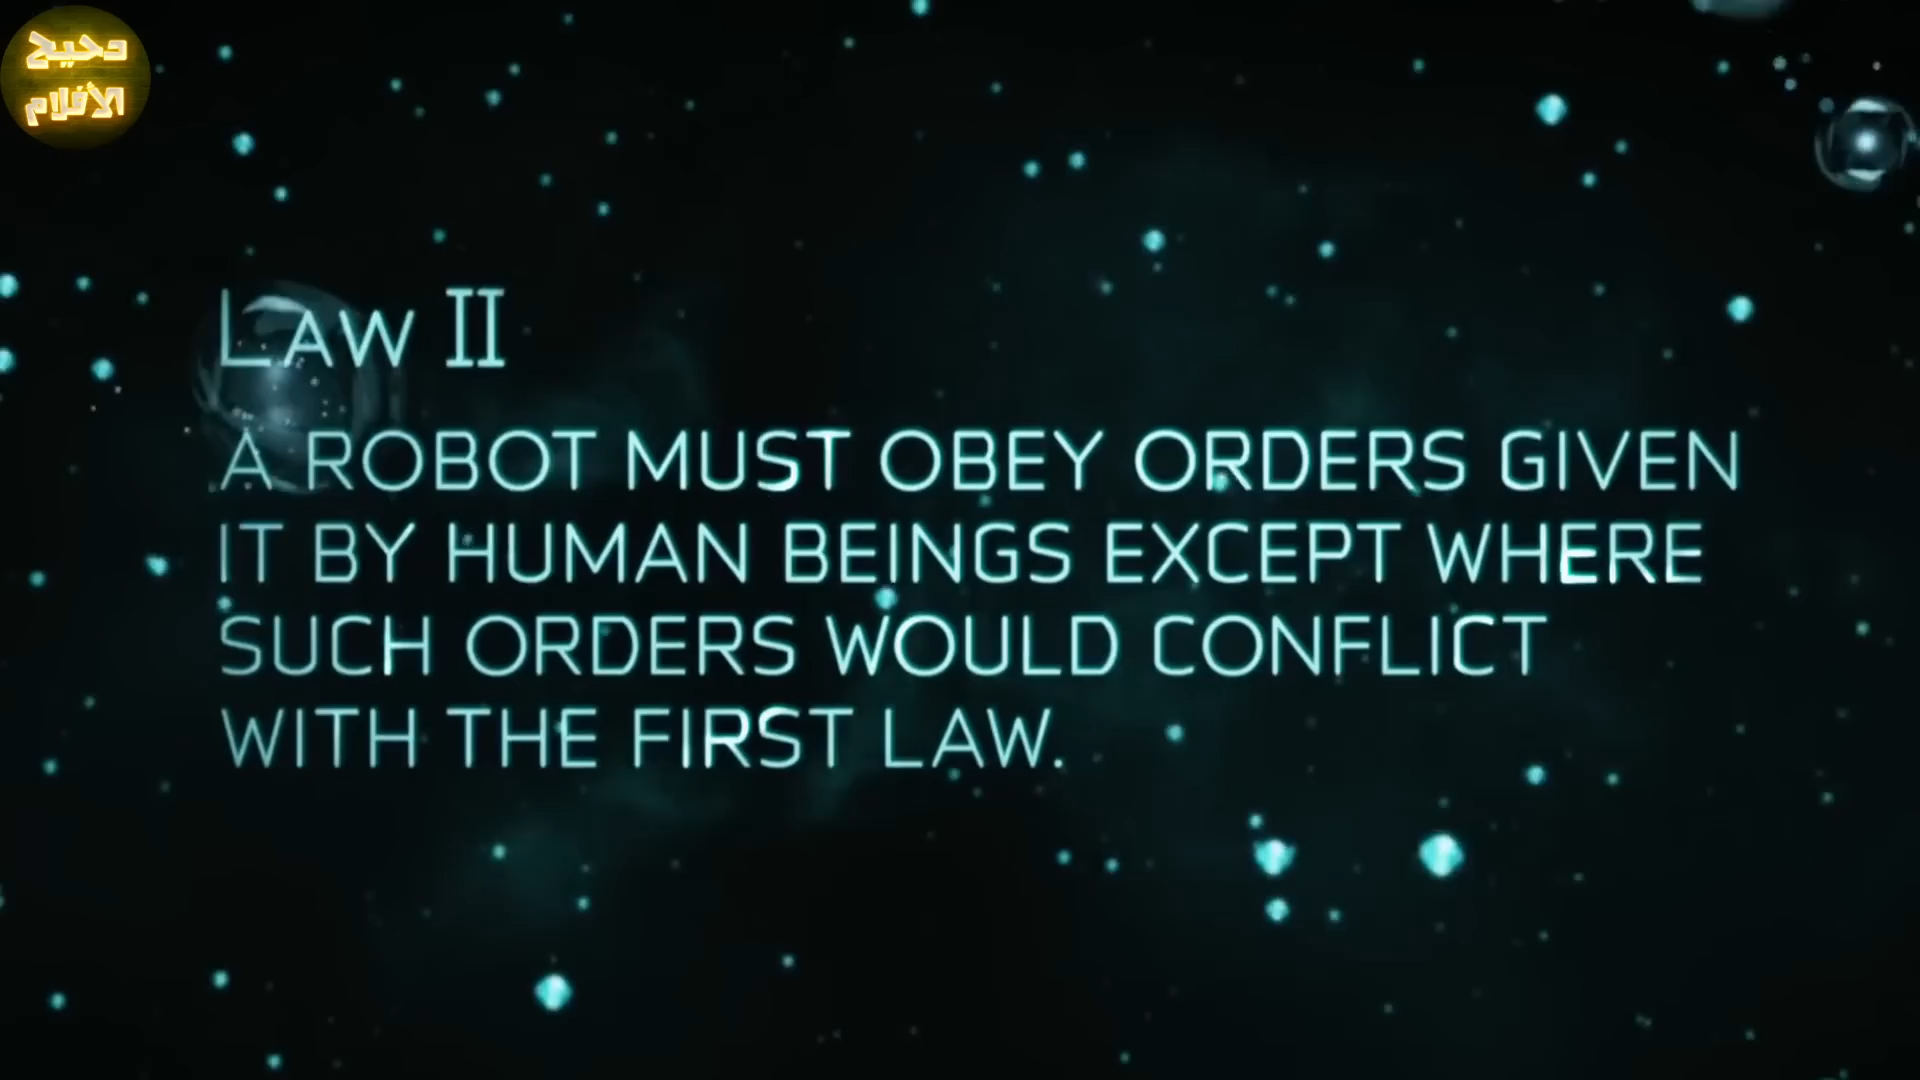 دحيح
الأفلام
Law II
A ROBOT MUST OBEY ORDERS GIVEN
IT BY HUMAN BEINGS EXCEPT WHERE
SUCH ORDERS WOULD CONFLICT
WITH THE FIRST LAW.